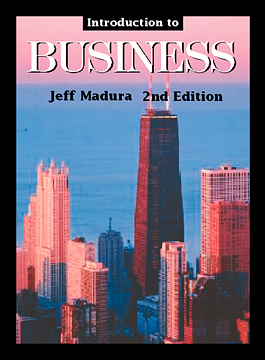 Introduction to
BUSINESS
Jeff Madura 2nd Edition